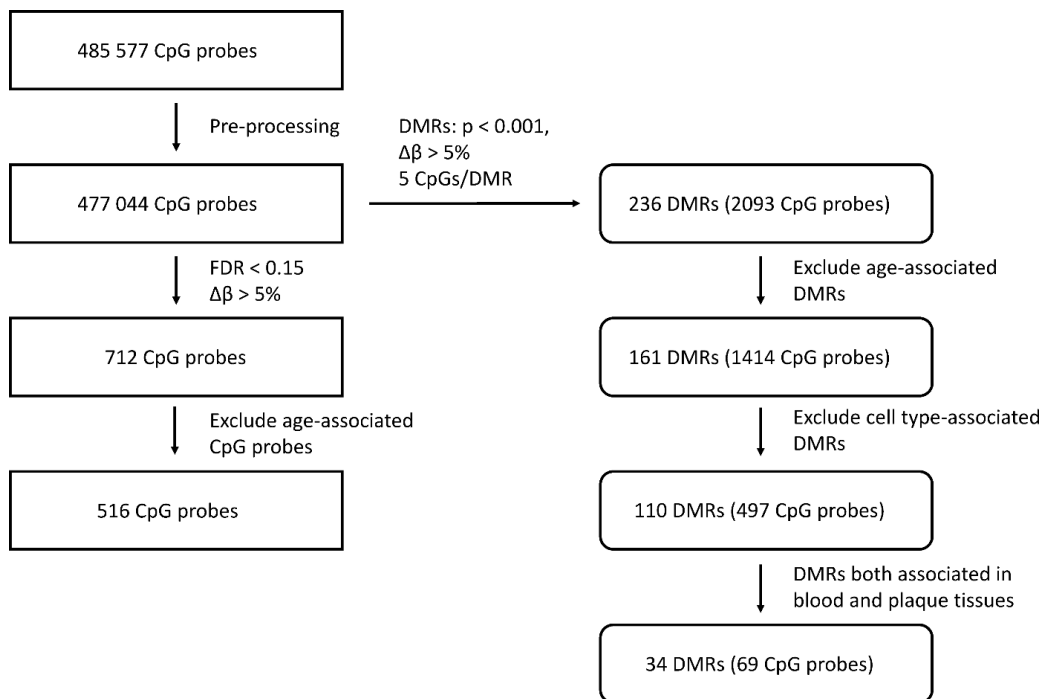 485 577 CpG probes
Pre-processing
DMRs: p < 0.001,
Δβ > 5%
5 CpGs/DMR
477 044 CpG probes
236 DMRs (2093 CpG probes)
FDR < 0.15
Δβ > 5%
Exclude age-associated
DMRs
712 CpG probes
161 DMRs (1414 CpG probes)
Exclude age-associated
CpG probes
Exclude cell type-associated
DMRs
516 CpG probes
110 DMRs (497 CpG probes)
DMRs both associated in
blood and plaque tissues
34 DMRs (69 CpG probes)